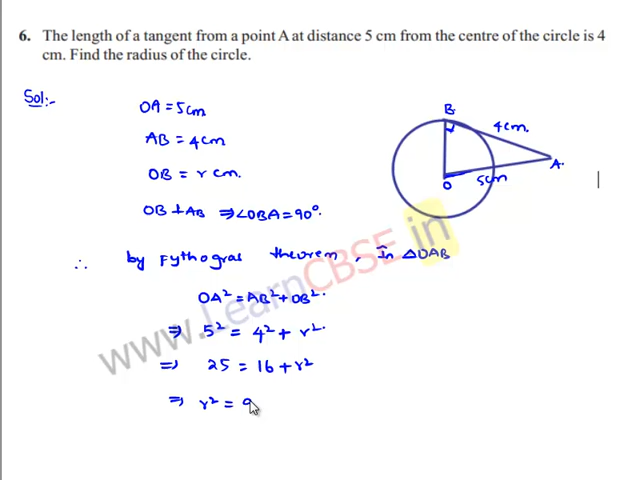 6. The length of a tangent from a point A at distance 5 cm from the centre of the circle is 4
cm. Find the radius of the circle.
Sol:-
OA = 5cm
AB = 4cm
OB = r cm.
OB ⊥ AB ⇒ ∠OBA = 90°.
∴ by Pythogras theorem, In △OAB
OA² = AB² + OB².
⇒ 5² = 4² + r².
⇒ 25 = 16 + r²
⇒ r² = 9
B
4cm.
A.
O
5cm
www.LearnCBSE.in